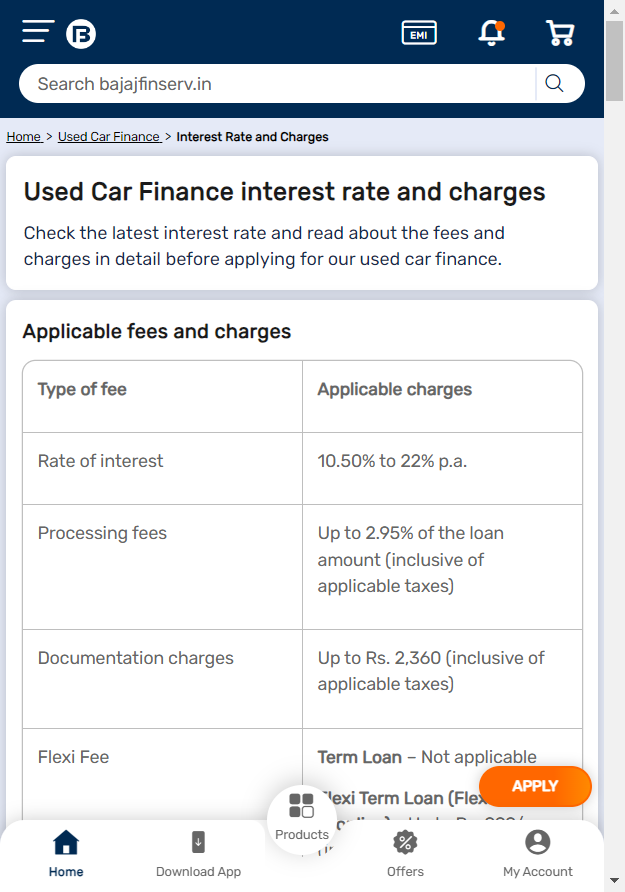 EMI
Search bajajfinserv.in
Home > Used Car Finance > Interest Rate and Charges
Used Car Finance interest rate and charges
Check the latest interest rate and read about the fees and
charges in detail before applying for our used car finance.
Applicable fees and charges
Type of fee
Applicable charges
Rate of interest
10.50% to 22% p.a.
Processing fees
Up to 2.95% of the loan
amount (inclusive of
applicable taxes)
Documentation charges
Up to Rs. 2,360 (inclusive of
applicable taxes)
Flexi Fee
Term Loan – Not applicable
APPLY
Flexi Term Loan
Products
Home
Download App
Offers
My Account